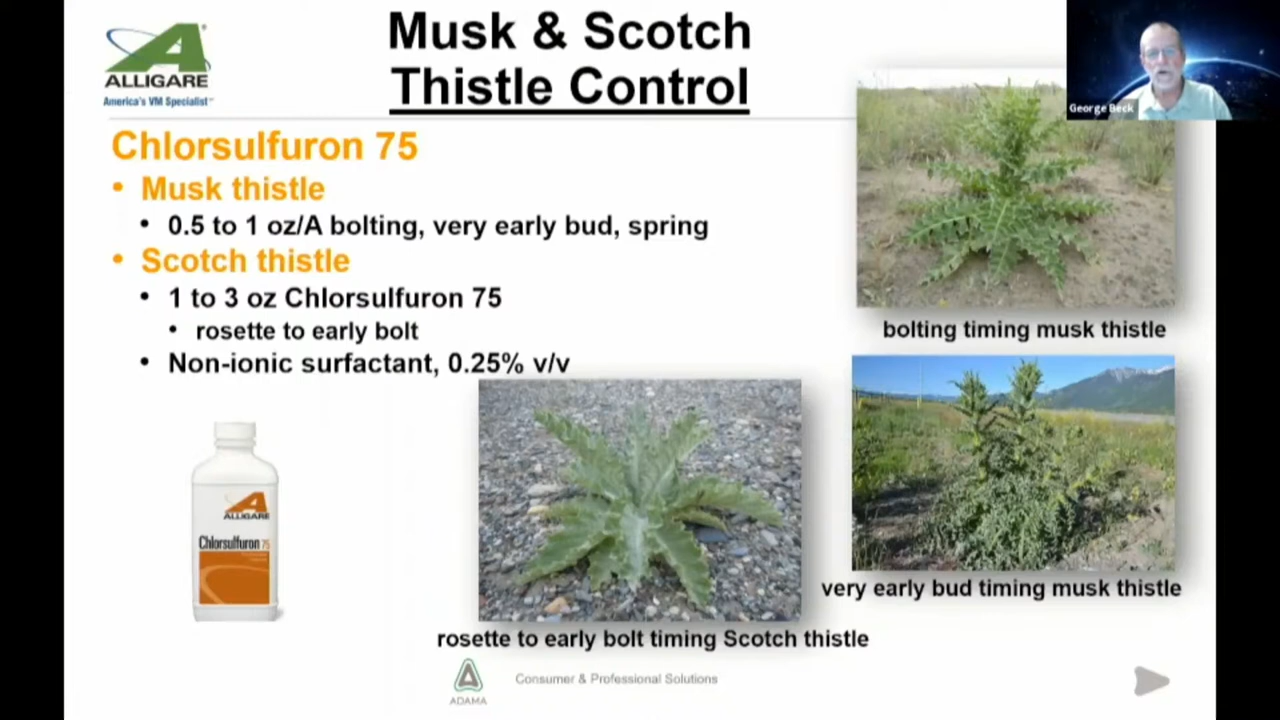 Musk & Scotch
Thistle Control
ALLIGARE
America's VM Specialist
George Beck
Chlorsulfuron 75
• Musk thistle
• 0.5 to 1 oz/A bolting, very early bud, spring
• Scotch thistle
• 1 to 3 oz Chlorsulfuron 75
• rosette to early bolt
• Non-ionic surfactant, 0.25% v/v
bolting timing musk thistle
ALLIGARE
Chlorsulfuron 75
very early bud timing musk thistle
rosette to early bolt timing Scotch thistle
ADAMA
Consumer & Professional Solutions